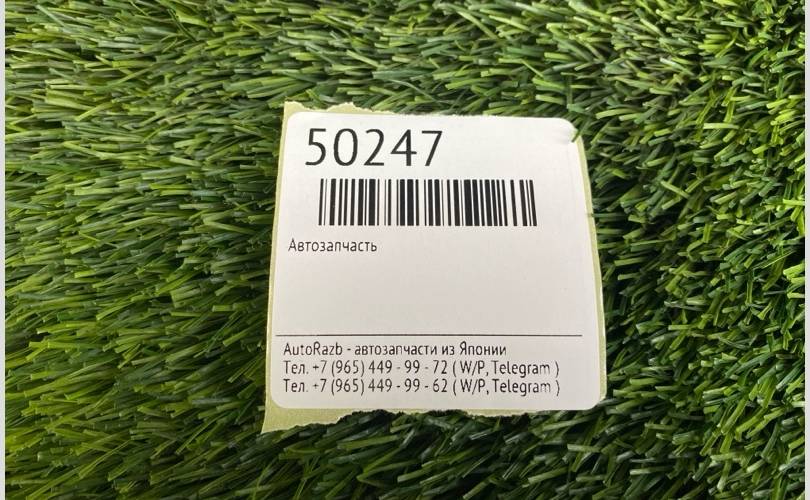 50247
Автозапчасть
AutoRazb - автозапчасти из Японии
Тел. +7 (965) 449 - 99 - 72 ( W/P, Telegram )
Тел. +7 (965) 449 - 99 - 62 ( W/P, Telegram )